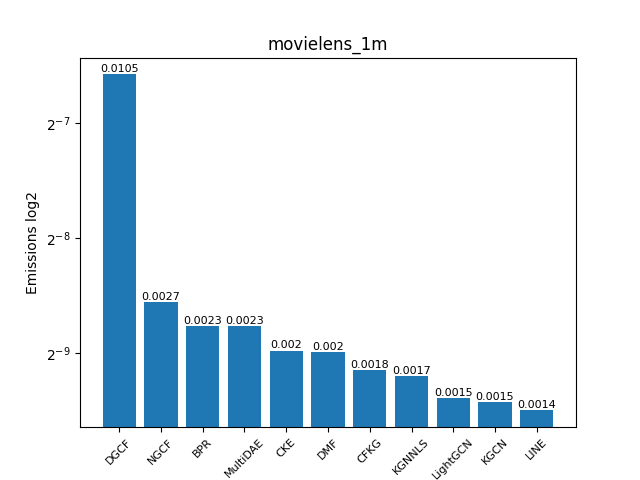 movielens_1m
Emissions log2
2⁻⁷
2⁻⁸
2⁻⁹
0.0105
0.0027
0.0023
0.0023
0.002
0.002
0.0018
0.0017
0.0015
0.0015
0.0014
DGCF
NGCF
BPR
MultiDAE
CKE
DMF
CFKG
KGNNLS
LightGCN
KGCN
LINE